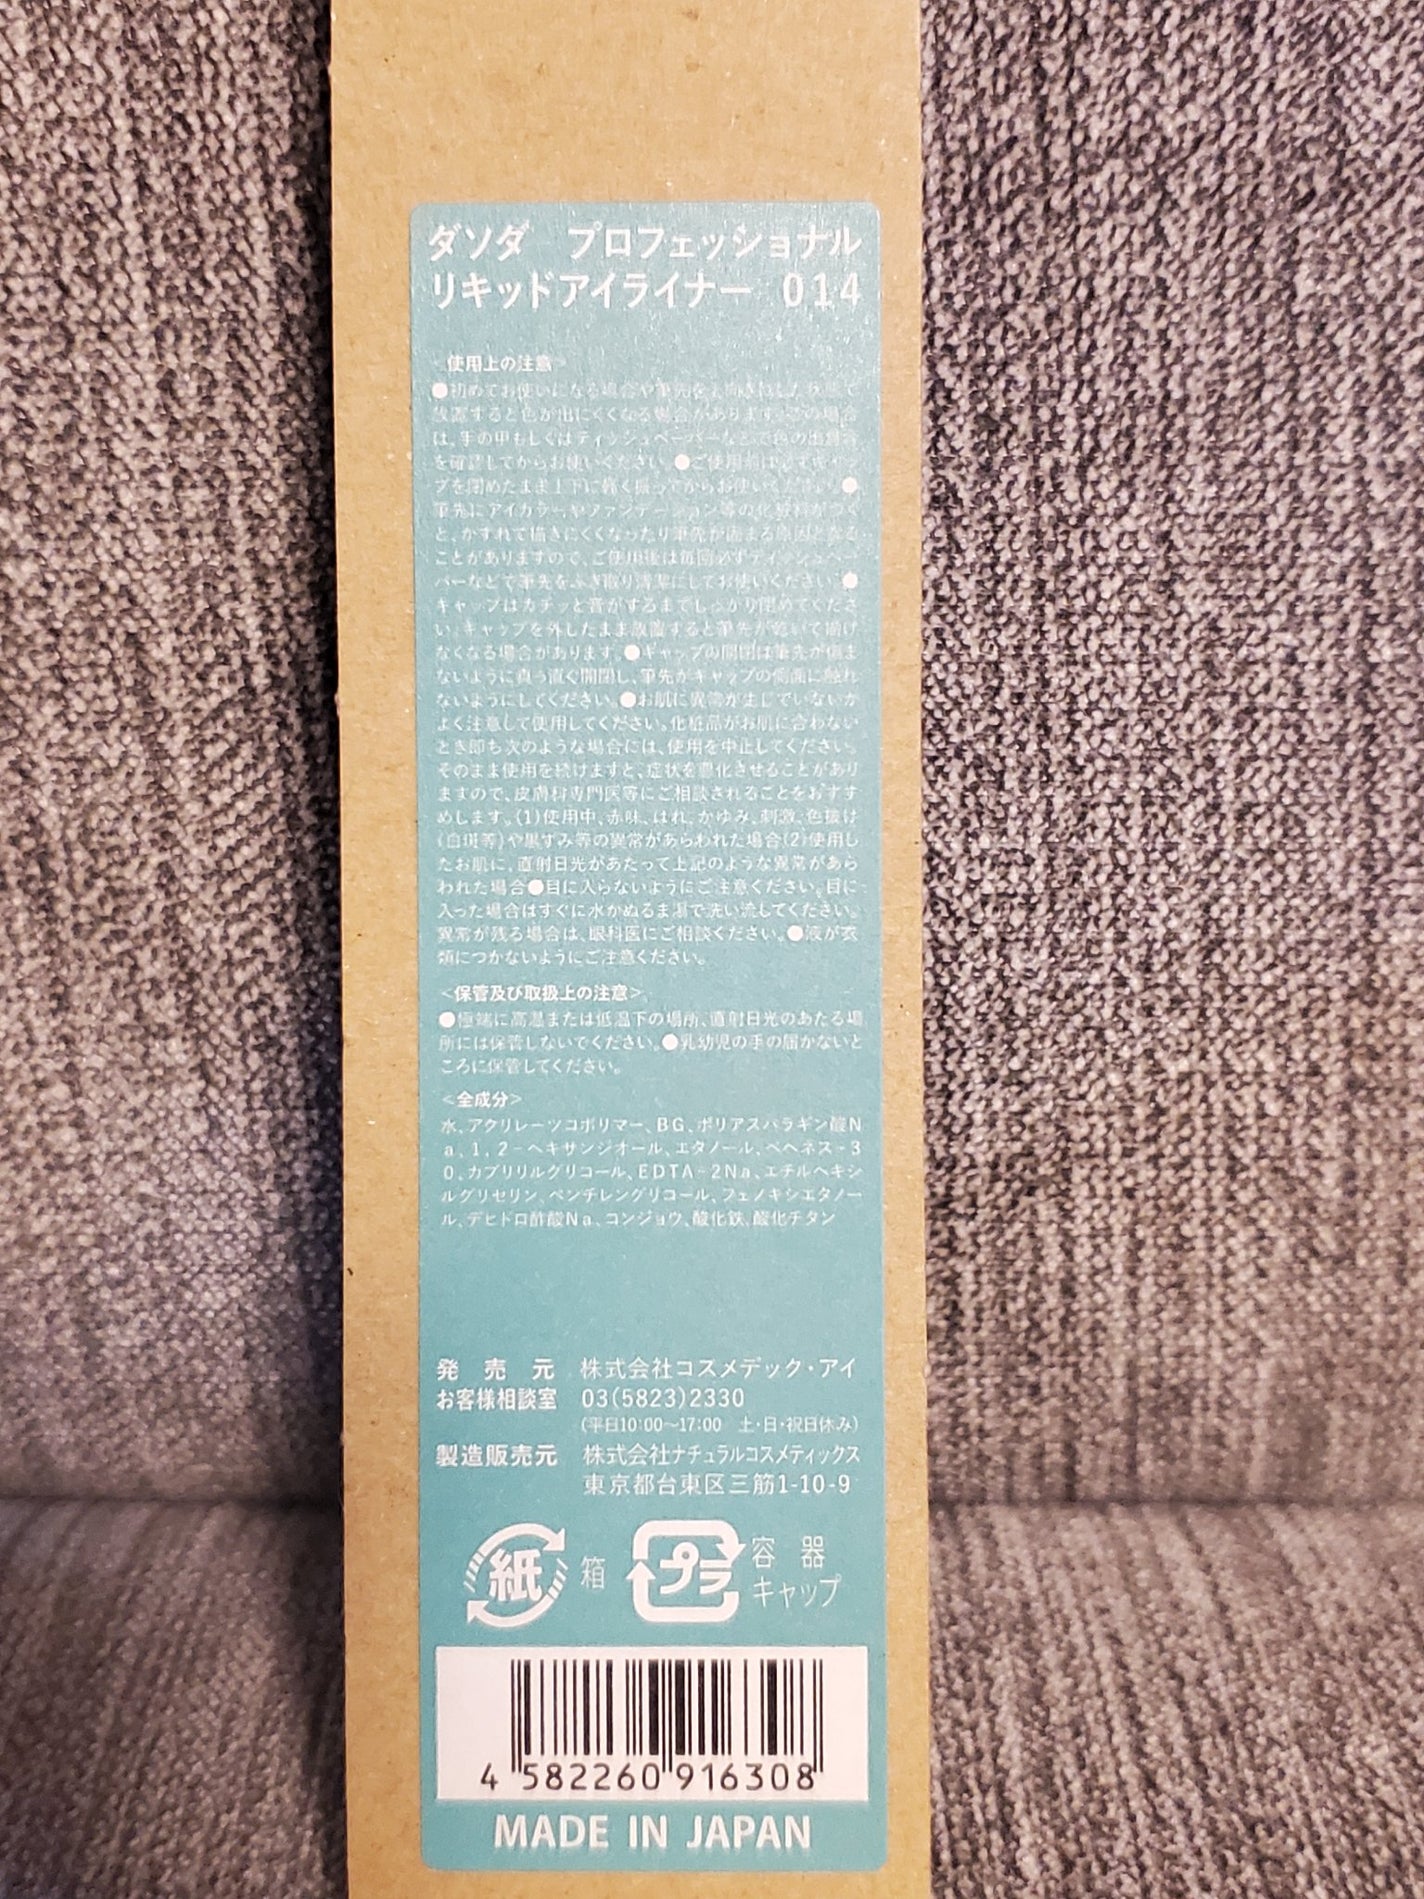 ダソダ　プロフェッショナル
リキッドアイライナー 014
<使用上の注意>
●初めてお使いになる場合や筆先を上向きにした状態で
放置すると色が出にくくなる場合があります。その場合
は、手の甲もしくはティッシュペーパーなどで色の出具合
を確認してからお使いください。●ご使用前は必ずキャッ
プを閉めたまま上下に軽く振ってからお使いください。●
筆先にアイカラーやファンデーション等の化粧料がつく
と、かすれて描きにくくなったり筆先が固まる原因となる
ことがありますので、ご使用後は毎回必ずティッシュペー
パーなどで筆先をふき取り清潔にしてお使いください。●
キャップはカチッと音がするまでしっかり閉めてくださ
い。キャップを外したまま放置すると筆先が乾いて描け
なくなる場合があります。●キャップの開閉は筆先が傷ま
ないように真っ直ぐ開閉し、筆先がキャップの側面に触れ
ないようにしてください。●お肌に異常が生じていないか
よく注意して使用してください。化粧品がお肌に合わない
とき即ち次のような場合には、使用を中止してください。
そのまま使用を続けますと、症状を悪化させることがあり
ますので、皮膚科専門医等にご相談されることをおすす
めします。(1)使用中、赤味、はれ、かゆみ、刺激、色抜け
(白斑等)や黒ずみ等の異常があらわれた場合(2)使用し
たお肌に、直射日光があたって上記のような異常があら
われた場合●目に入らないようにご注意ください。目に
入った場合はすぐに水かぬるま湯で洗い流してください。
異常が残る場合は、眼科医にご相談ください。●液が衣
類につかないようにご注意ください。
<保管及び取扱上の注意>
●極端に高温または低温下の場所、直射日光のあたる場
所には保管しないでください。●乳幼児の手の届かないと
ころに保管してください。
<全成分>
水、アクリレーツコポリマー、BG、ポリアスパラギン酸N
a、1，2-ヘキサンジオール、エタノール、ベヘネス-3
0、カプリリルグリコール、EDTA-2Na、エチルヘキシ
ルグリセリン、ペンチレングリコール、フェノキシエタノー
ル、デヒドロ酢酸Na、コンジョウ、酸化鉄、酸化チタン
発　売　元　株式会社コスメデック・アイ
お客様相談室　03(5823)2330
(平日10:00～17:00　土・日・祝日休み)
製造販売元　株式会社ナチュラルコスメティックス
東京都台東区三筋1-10-9
紙 箱 プラ 容　器
キャップ
4 582260 916308
MADE IN JAPAN